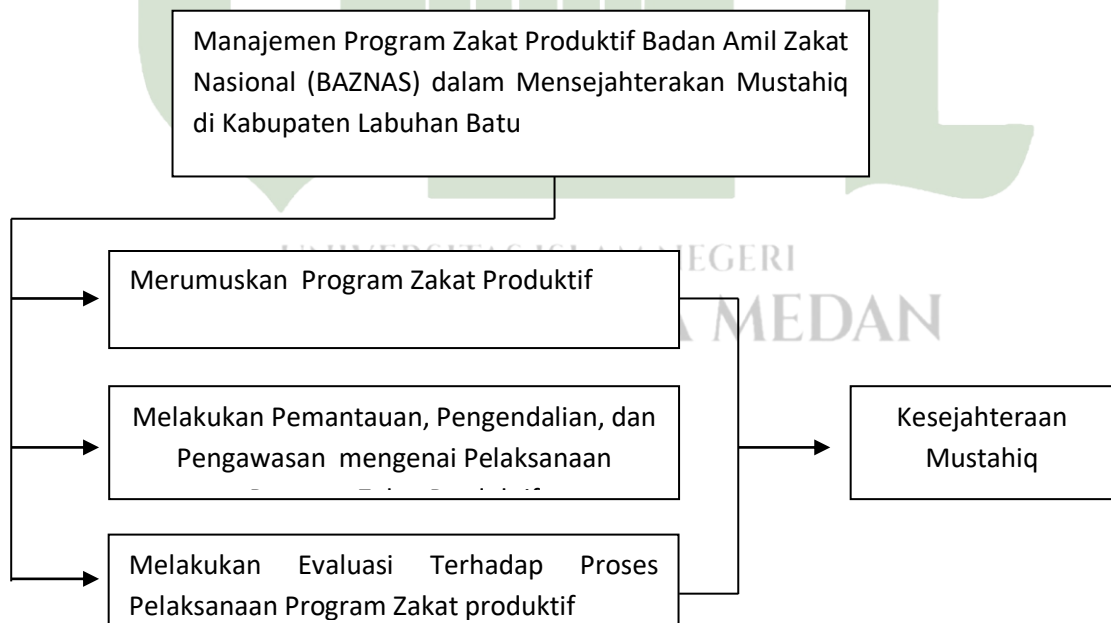 Manajemen Program Zakat Produktif Badan Amil Zakat
Nasional (BAZNAS) dalam Mensejahterakan Mustahiq
di Kabupaten Labuhan Batu
NEGERI
Merumuskan Program Zakat Produktif
MEDAN
Melakukan Pemantauan, Pengendalian, dan
Pengawasan mengenai Pelaksanaan
Kesejahteraan
Mustahiq
Melakukan Evaluasi Terhadap Proses
Pelaksanaan Program Zakat produktif